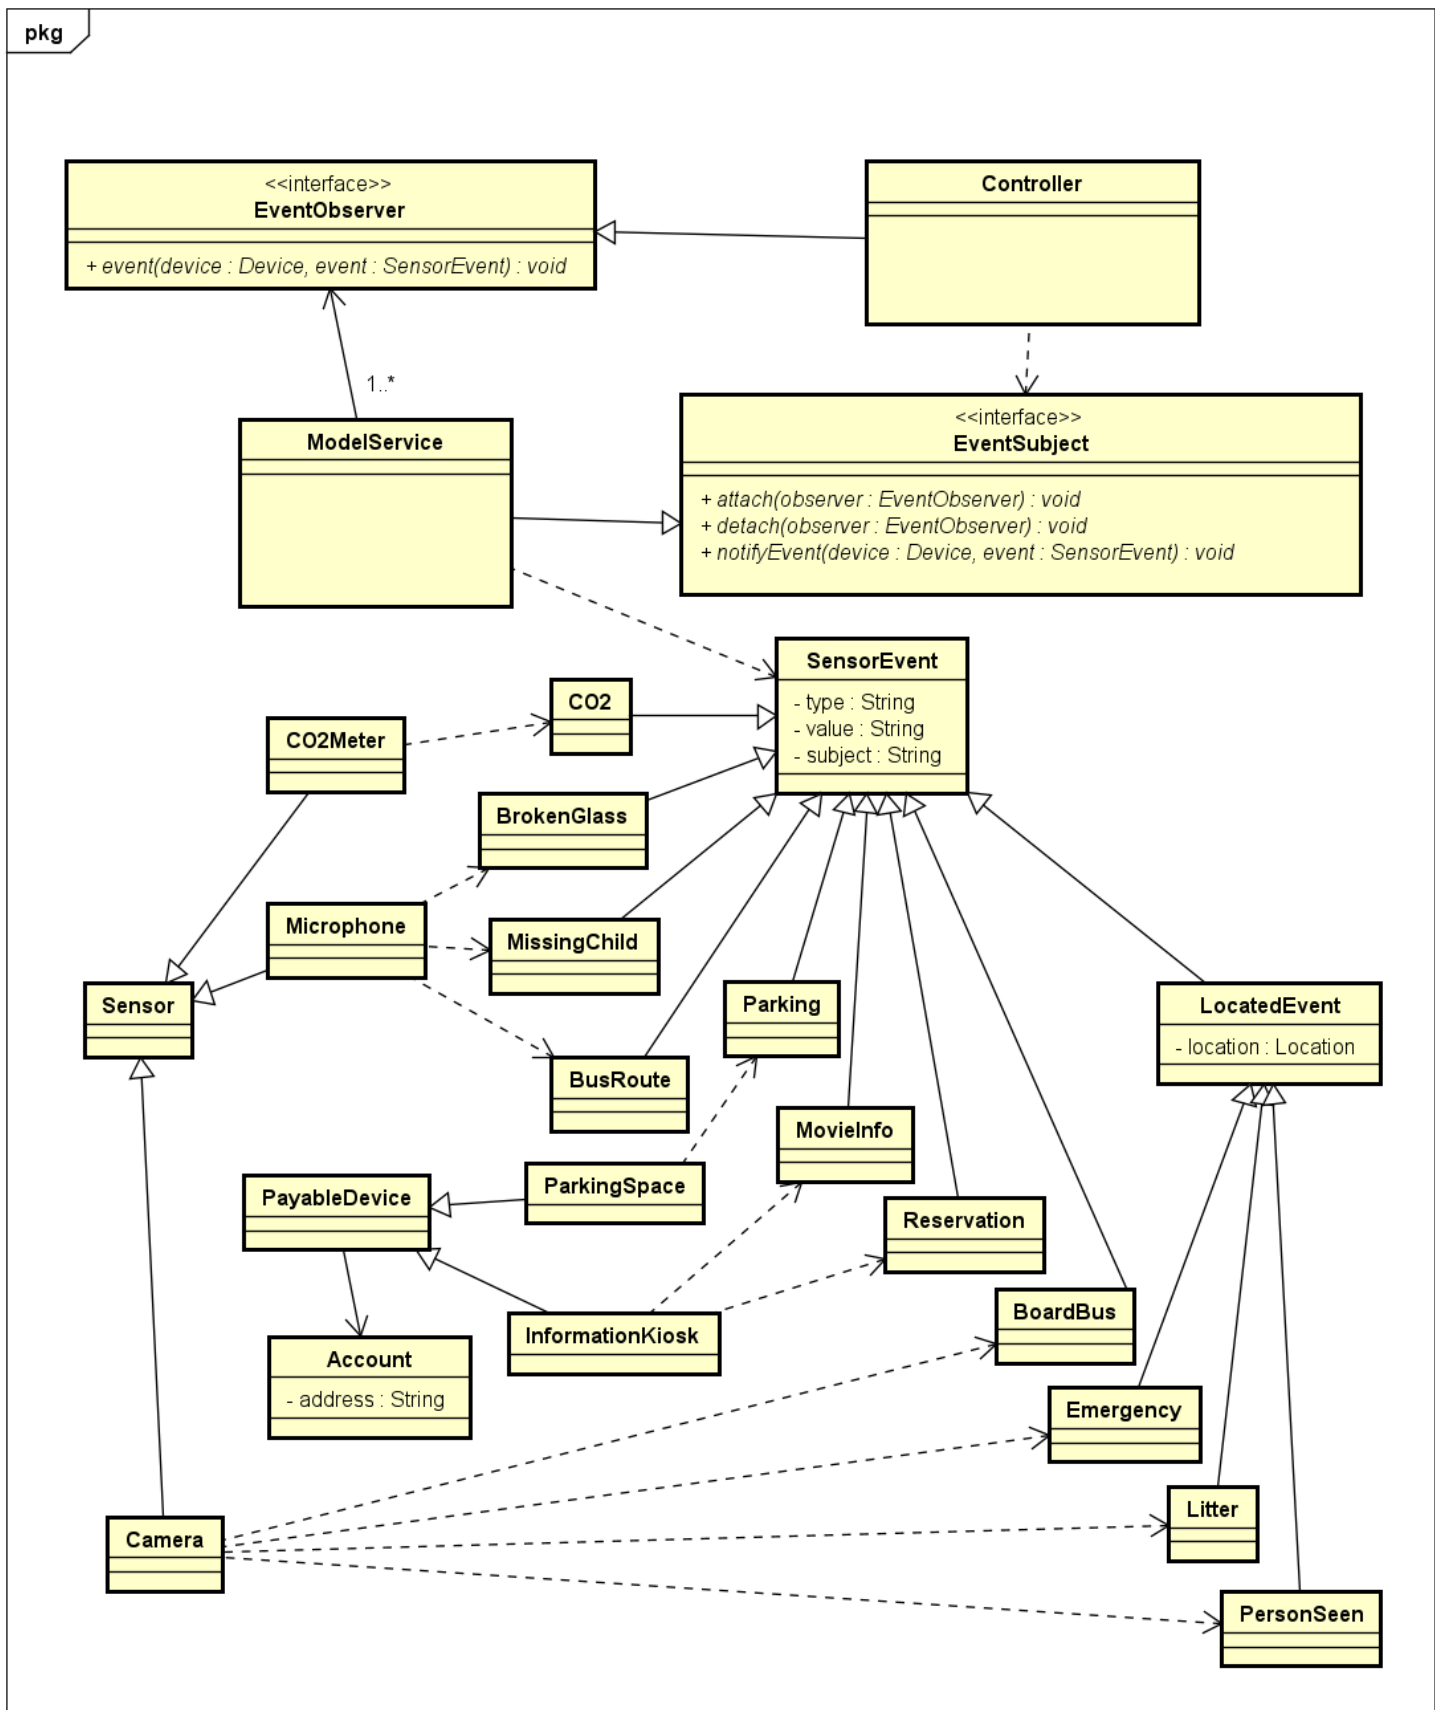 pkg
<<interface>>
EventObserver
+ event(device : Device, event : SensorEvent) : void
Controller
1..*
ModelService
<<interface>>
EventSubject
+ attach(observer : EventObserver) : void
+ detach(observer : EventObserver) : void
+ notifyEvent(device : Device, event : SensorEvent) : void
SensorEvent
- type : String
- value : String
- subject : String
CO2
CO2Meter
BrokenGlass
Microphone
MissingChild
Sensor
Parking
LocatedEvent
- location : Location
BusRoute
MovieInfo
PayableDevice
ParkingSpace
Reservation
InformationKiosk
BoardBus
Account
- address : String
Emergency
Camera
Litter
PersonSeen